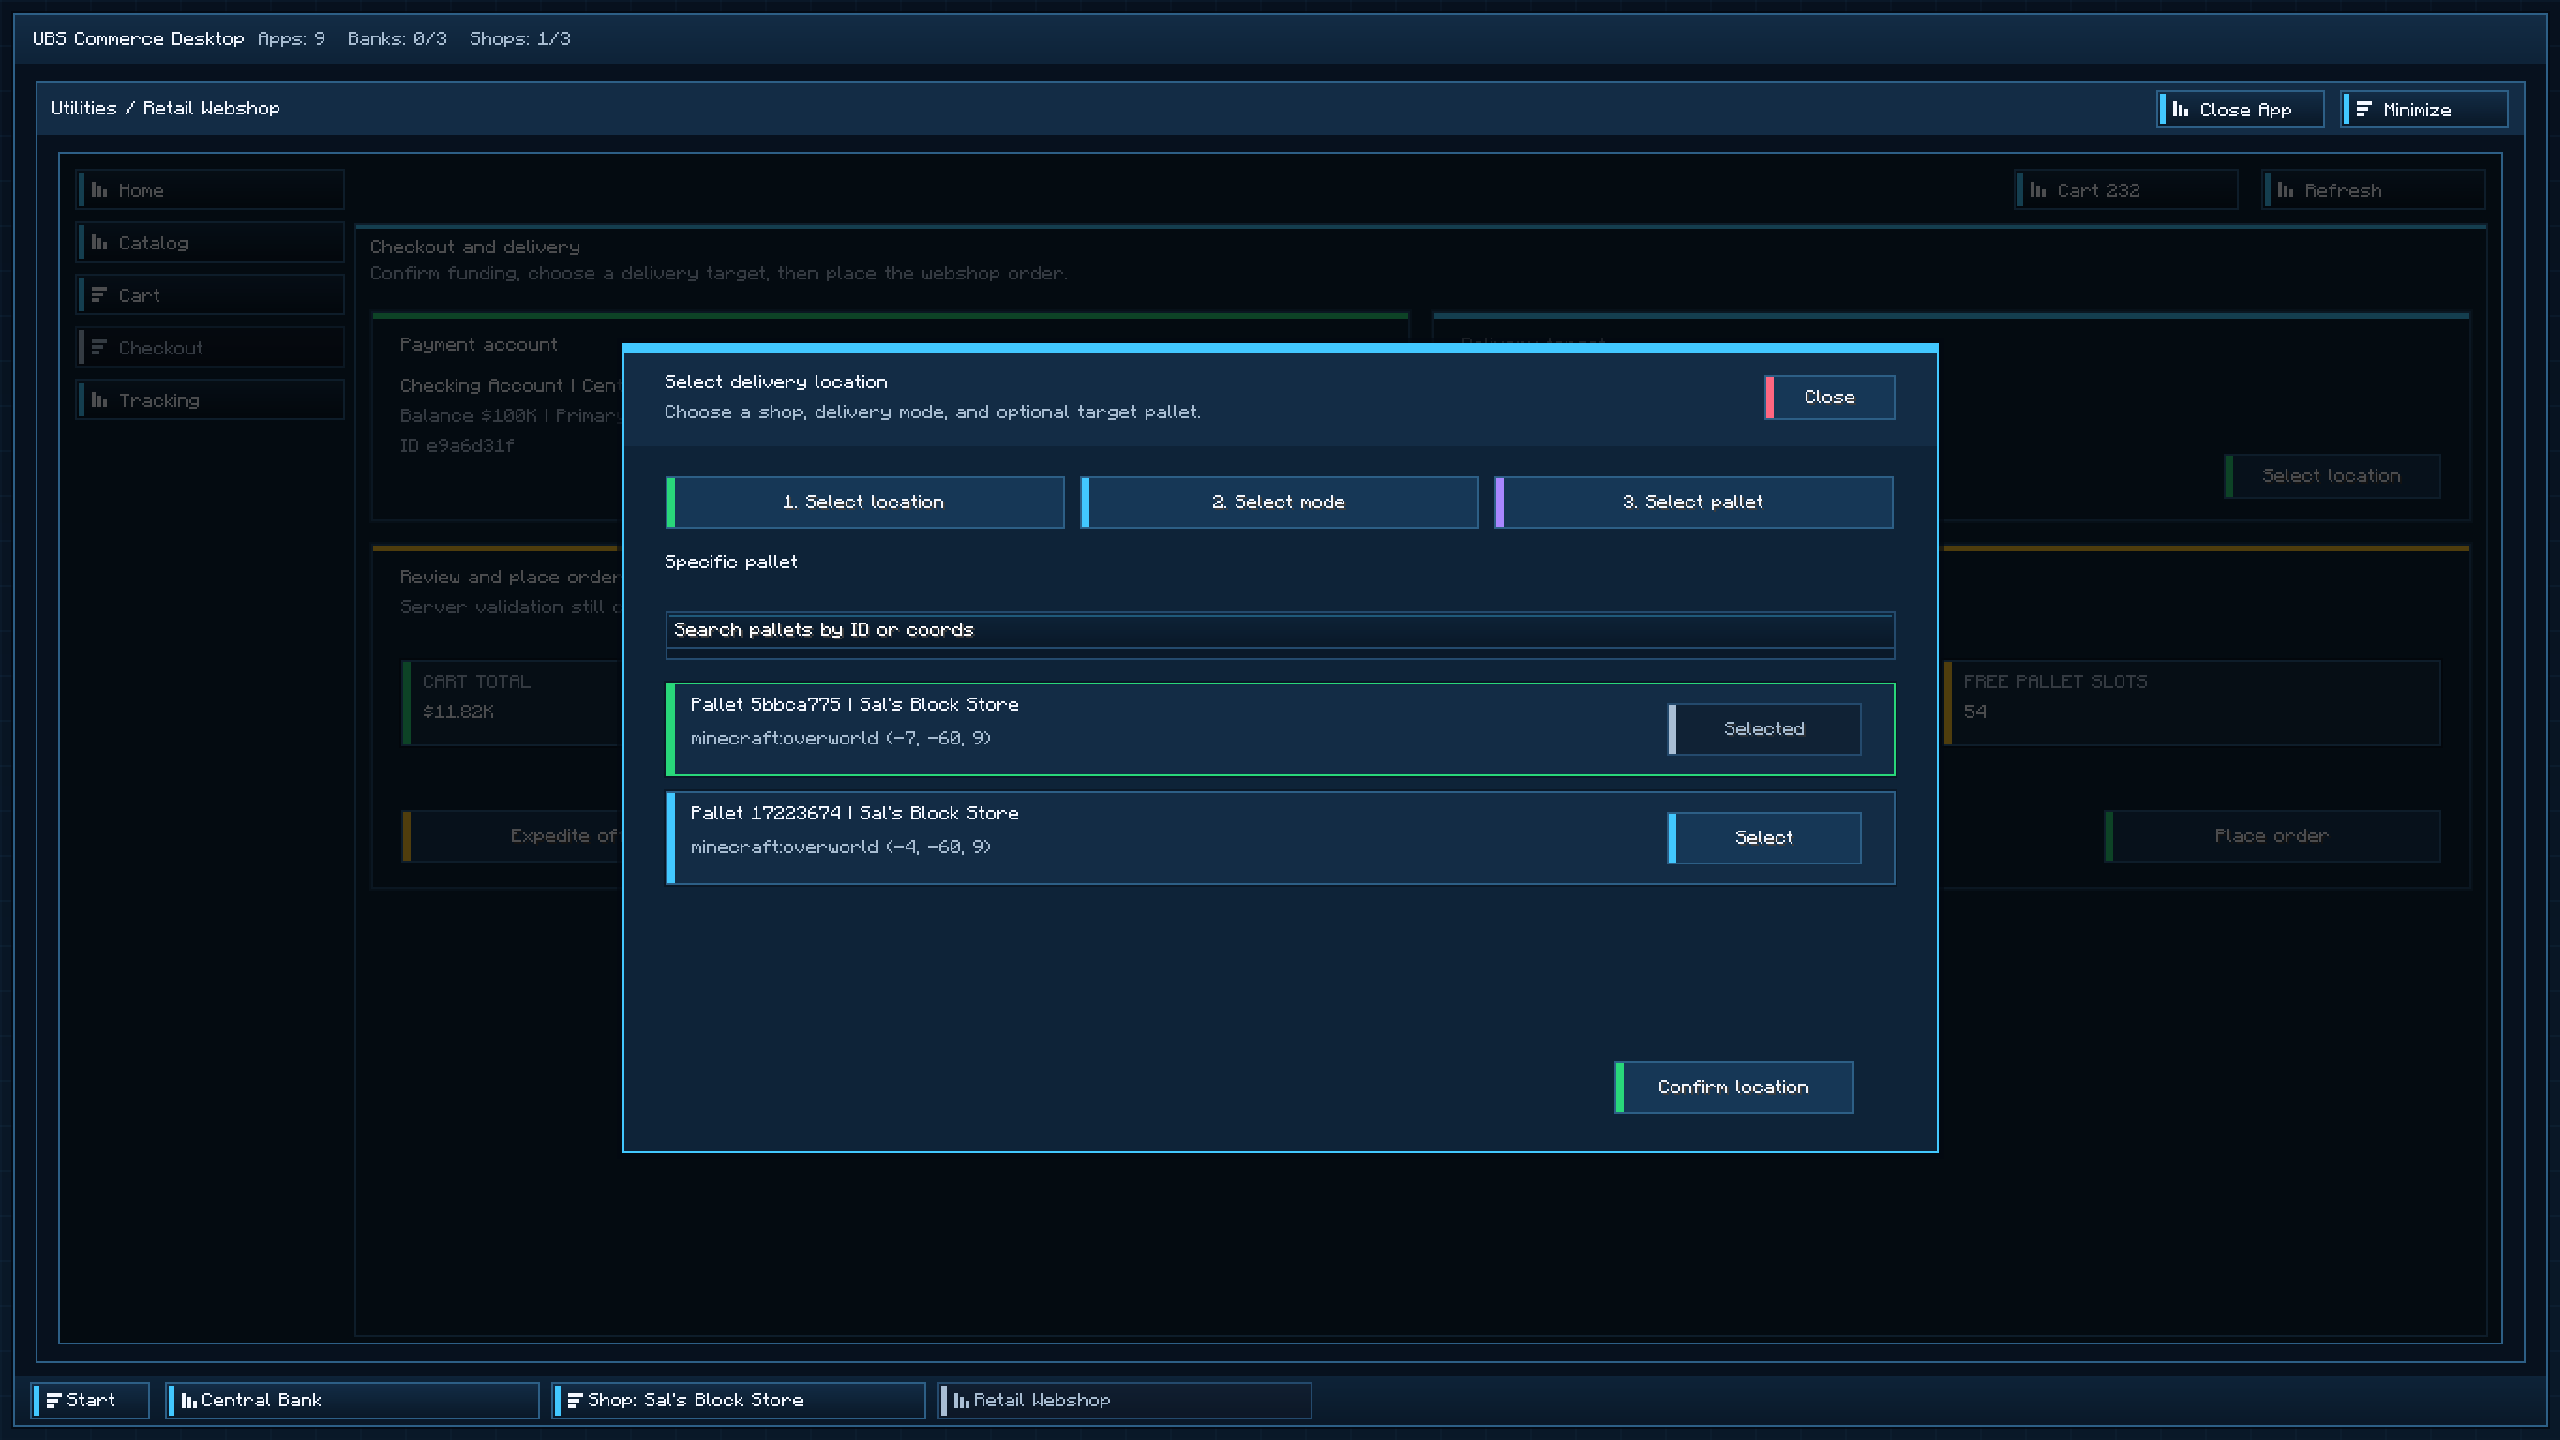 UBS Commerce Desktop Apps: 9 Banks: 0/3 Shops: 1/3
Utilities / Retail Webshop
Close App
Minimize
Home
Catalog
Cart
Checkout
Tracking
Cart 232
Refresh
Checkout and delivery
Confirm funding, choose a delivery target, then place the webshop order.
Payment account
Checking Account | Cent
Balance $100K | Primary
ID e9a6d31f
Select location
Review and place order
Server validation still
CART TOTAL
$11.82K
Expedite of
FREE PALLET SLOTS
54
Place order
Select delivery location
Choose a shop, delivery mode, and optional target pallet.
Close
1. Select location
2. Select mode
3. Select pallet
Specific pallet
Search pallets by ID or coords
Pallet 5bbca775 | Sal's Block Store
minecraft:overworld (-7, -60, 9)
Selected
Pallet 17223674 | Sal's Block Store
minecraft:overworld (-4, -60, 9)
Select
Confirm location
Start
Central Bank
Shop: Sal's Block Store
Retail Webshop